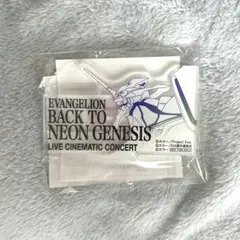 EVANGELION
BACK TO
NEON GENESIS
LIVE CINEMATIC CONCERT